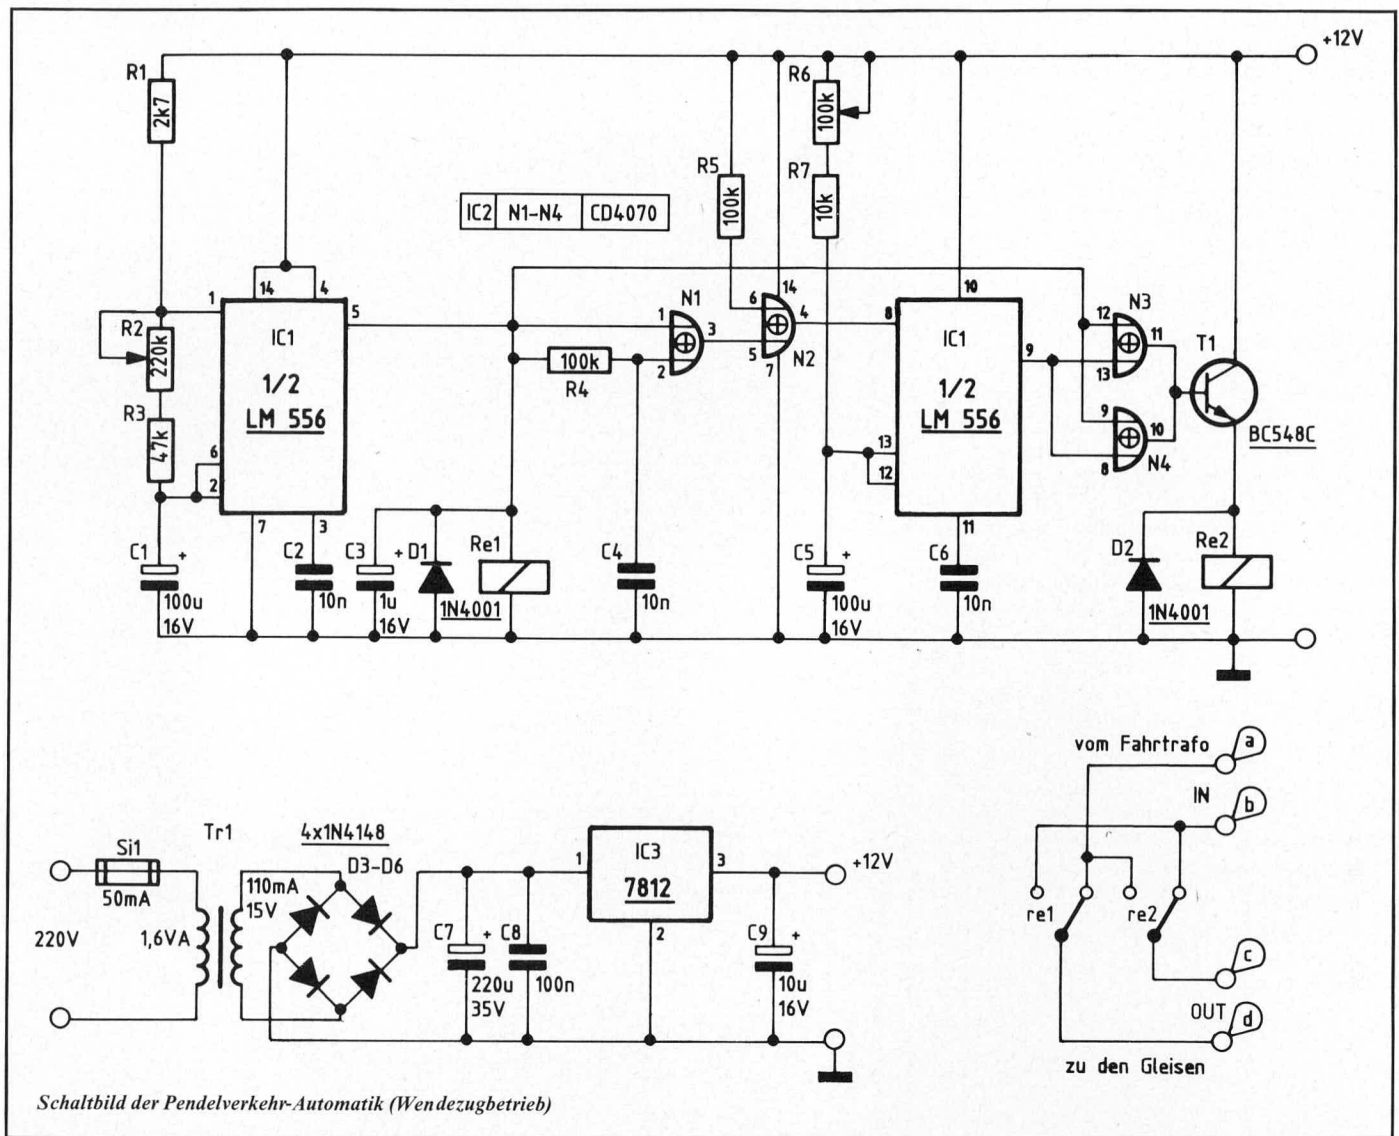 +12V
R1
2k7
R6
100k
R5
100k
R7
10k
IC2 N1-N4 CD4070
14 4
1
5
R2
220k
IC1
1/2
LM 556
R3
47k
6
2
7
3
100k
R4
N1
1
2
3
14
6
5
4
7
N2
10
8
IC1
1/2
LM 556
9
13
12
11
N3
12
11
13
9
10
8
N4
T1
BC548C
C1
+
100u
16V
C2
10n
C3
+
1u
16V
D1
1N4001
Re1
C4
10n
C5
+
100u
16V
C6
10n
D2
1N4001
Re2
vom Fahrtrafo
a
IN
b
re1
re2
c
OUT
d
zu den Gleisen
Si1
50mA
220V
Tr1
1,6VA
110mA
15V
4x1N4148
D3-D6
C7
+
220u
35V
C8
100n
1
IC3
7812
3
2
C9
+
10u
16V
+12V
Schaltbild der Pendelverkehr-Automatik (Wendezugbetrieb)